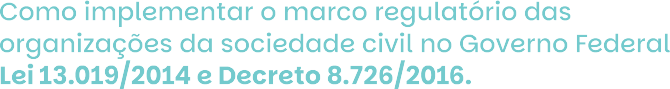 Como implementar o marco regulatório das
organizações da sociedade civil no Governo Federal
Lei 13.019/2014 e Decreto 8.726/2016.